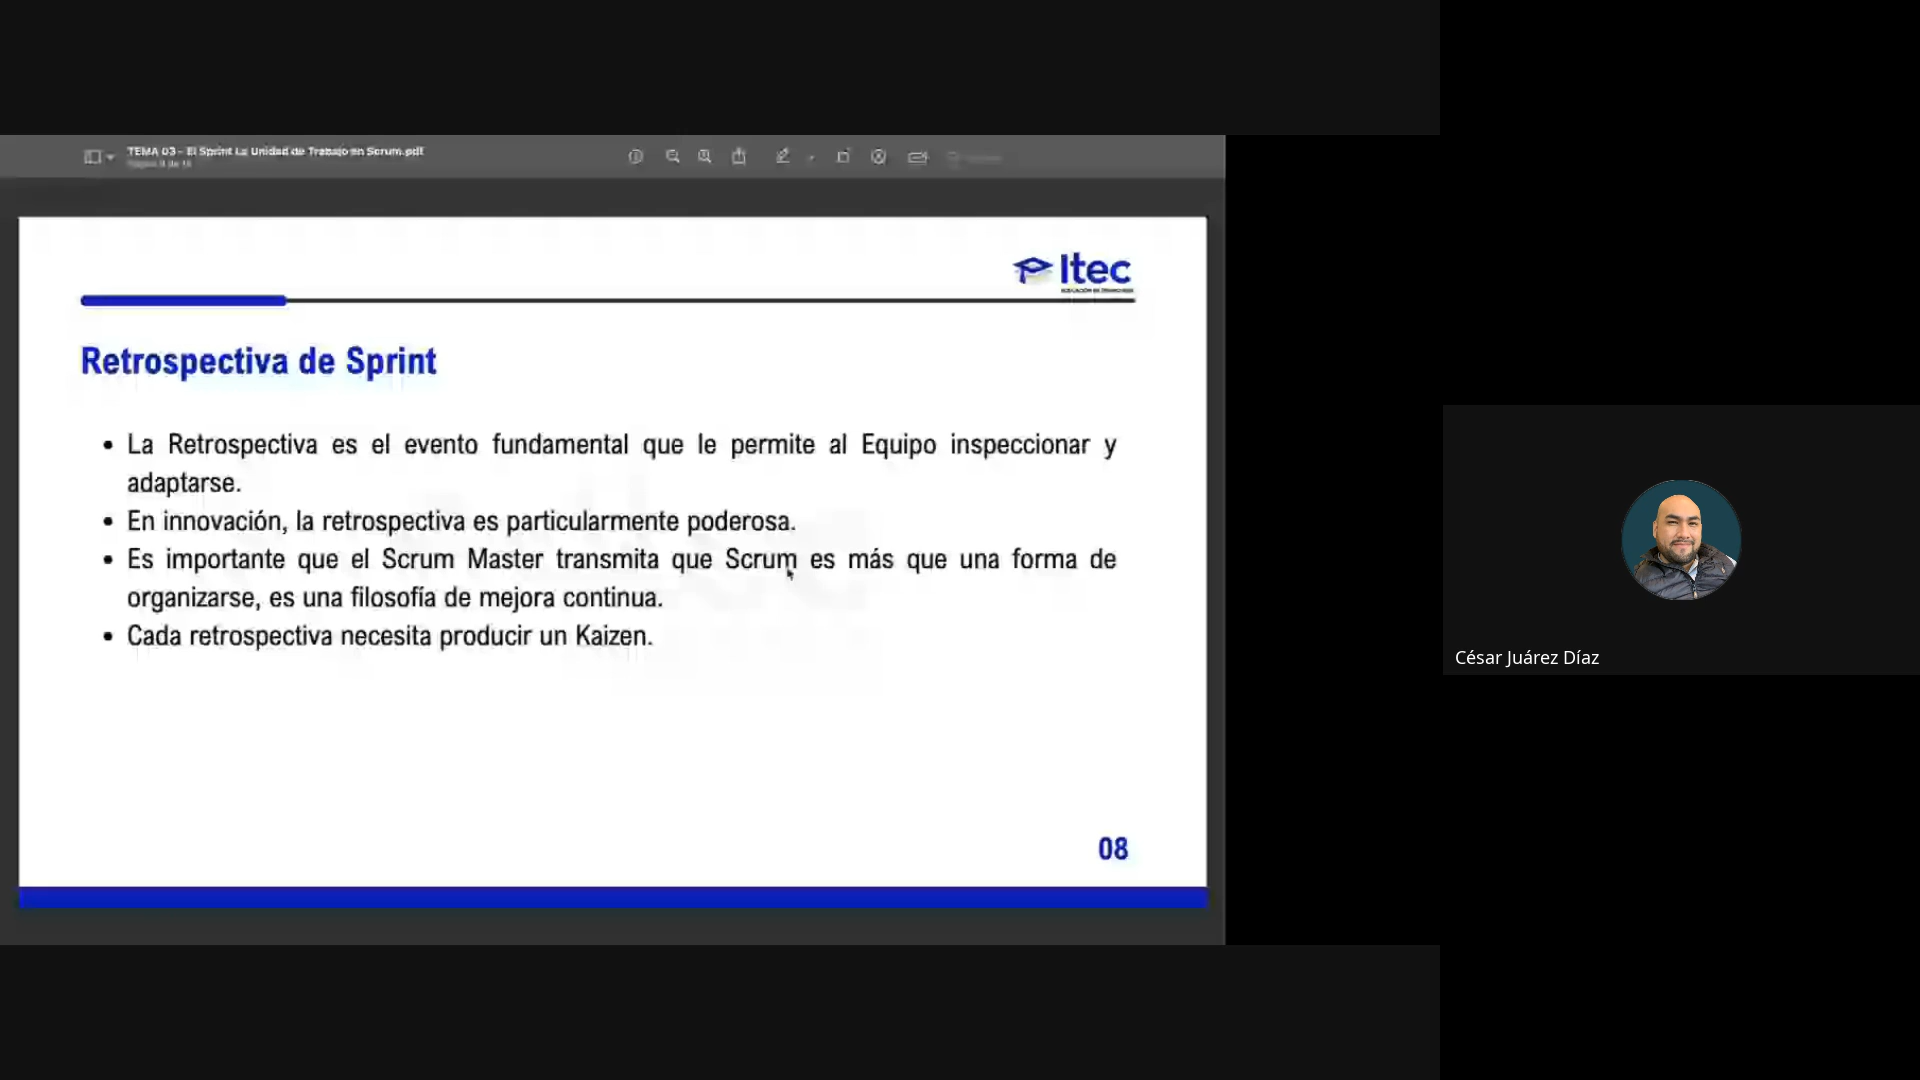 TEMA 03 - El Sprint La Unidad de Trabajo en Scrum.pdf
Itec
Retrospectiva de Sprint
• La Retrospectiva es el evento fundamental que le permite al Equipo inspeccionar y
adaptarse.
• En innovación, la retrospectiva es particularmente poderosa.
• Es importante que el Scrum Master transmita que Scrum es más que una forma de
organizarse, es una filosofía de mejora continua.
• Cada retrospectiva necesita producir un Kaizen.
08
César Juárez Díaz